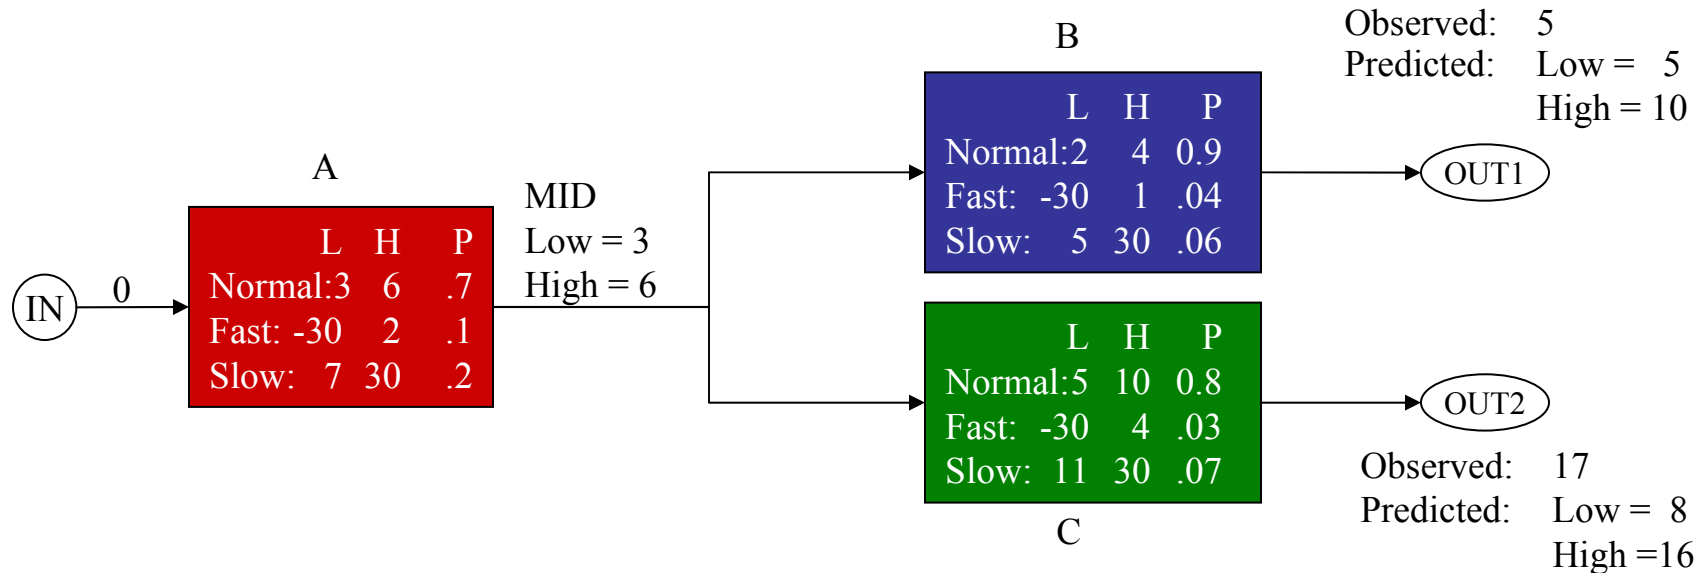 IN
0
A
L H P
Normal:3 6 .7
Fast: -30 2 .1
Slow: 7 30 .2
MID
Low = 3
High = 6
B
L H P
Normal:2 4 0.9
Fast: -30 1 .04
Slow: 5 30 .06
Observed: 5
Predicted: Low = 5
High = 10
OUT1
L H P
Normal:5 10 0.8
Fast: -30 4 .03
Slow: 11 30 .07
C
OUT2
Observed: 17
Predicted: Low = 8
High =16